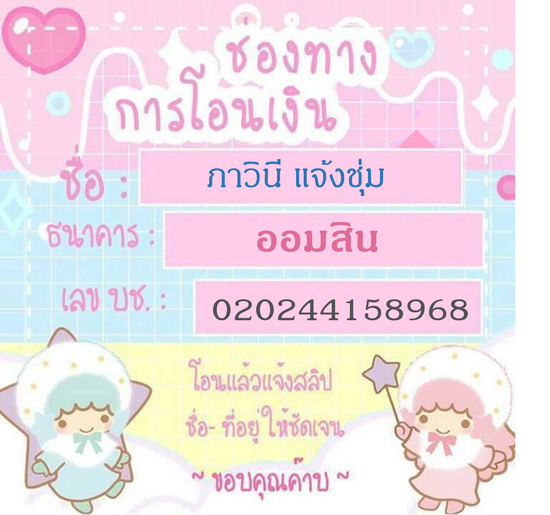 ช่องทาง
การโอนเงิน
ชื่อ : ภาวินี แจ้งชุ่ม
ธนาคาร : ออมสิน
เลข บช. : 020244158968
โอนแล้วแจ้งสลิป
ชื่อ- ที่อยู่ ให้ชัดเจน
~ ขอบคุณค้าบ ~